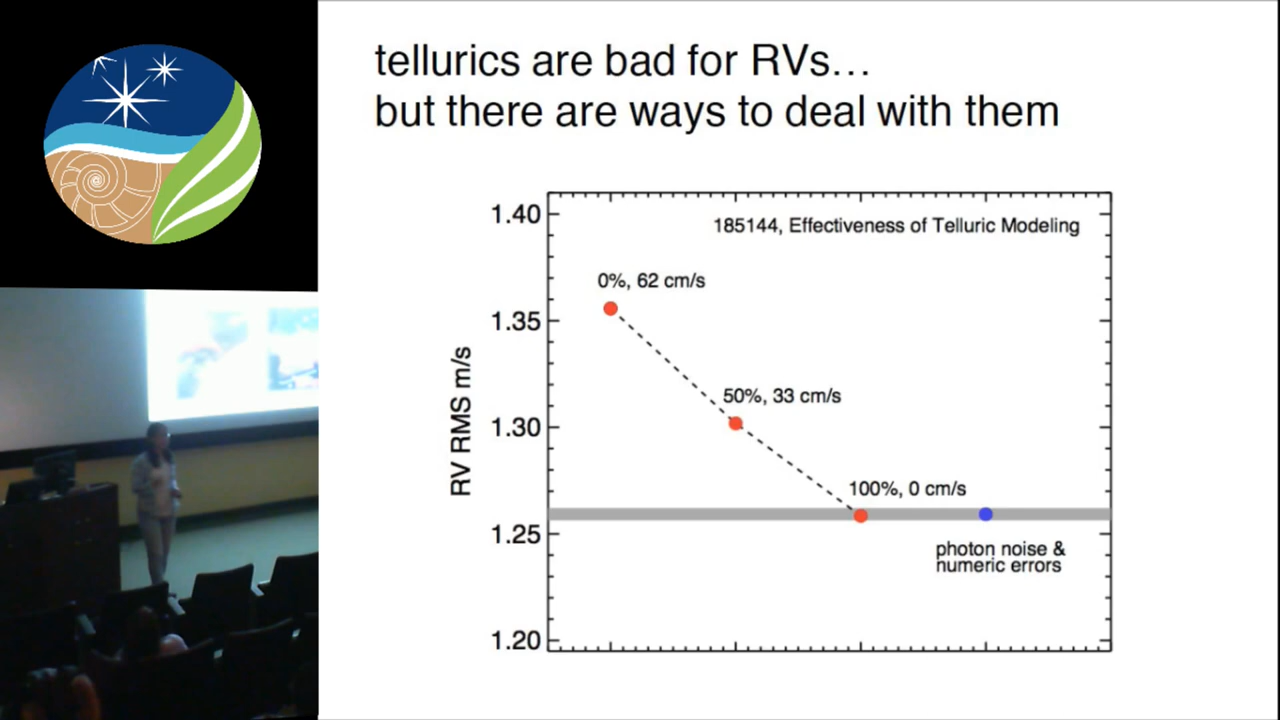 tellurics are bad for RVs...
but there are ways to deal with them
185144, Effectiveness of Telluric Modeling
1.40
1.35
1.30
1.25
1.20
RV RMS m/s
0%, 62 cm/s
50%, 33 cm/s
100%, 0 cm/s
photon noise &
numeric errors